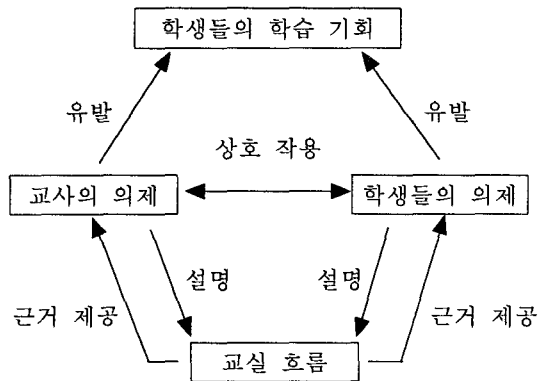 학생들의 학습 기회
유발
유발
상호 작용
교사의 의제
학생들의 의제
설명
설명
근거 제공
근거 제공
교실 흐름